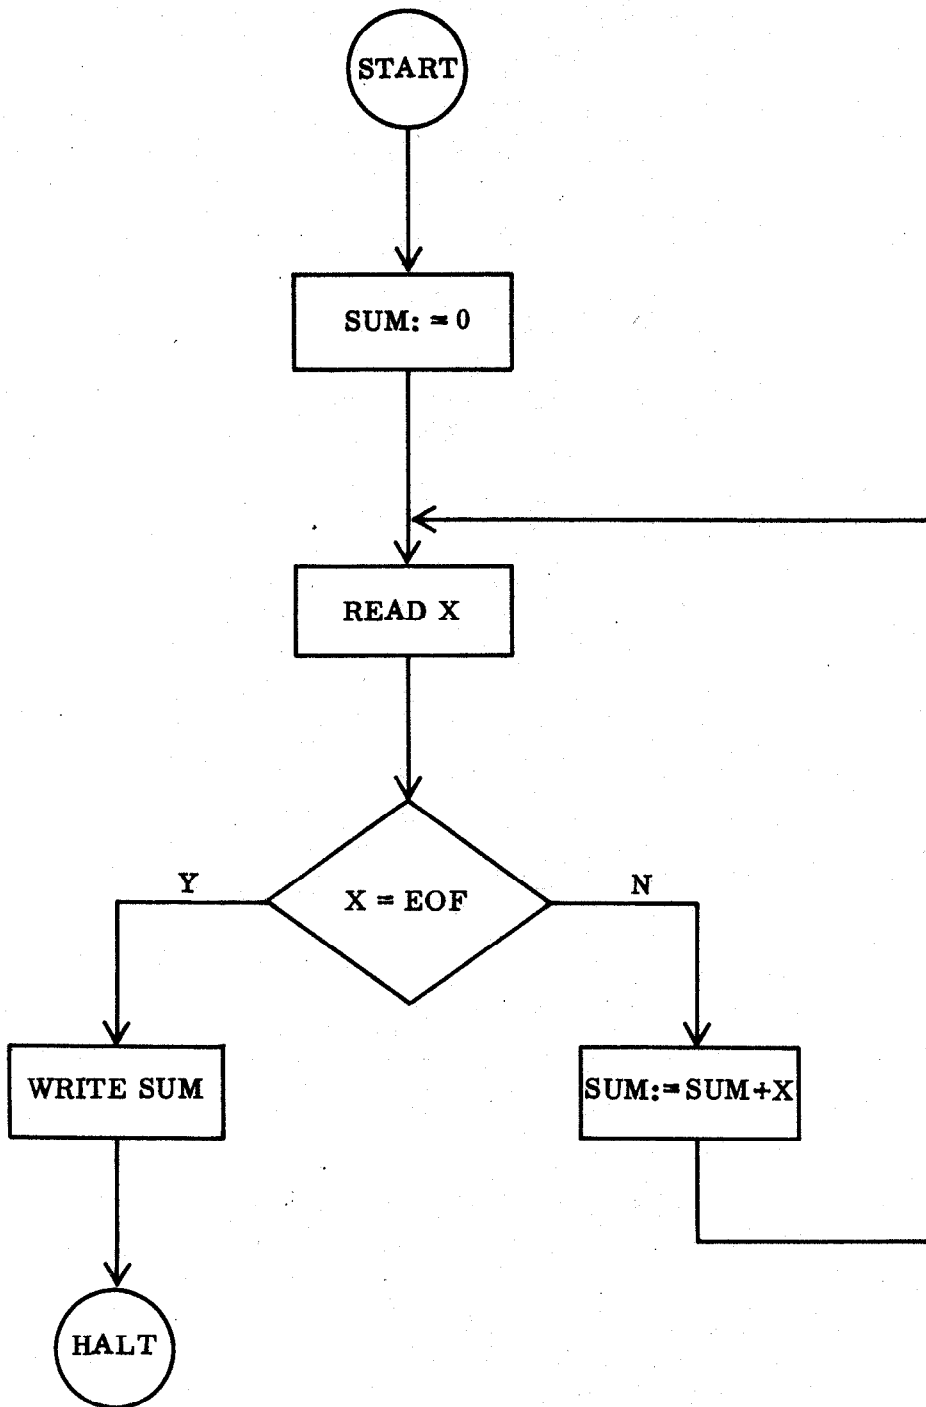 START
SUM: = 0
READ X
X = EOF
Y
N
WRITE SUM
SUM:= SUM+X
HALT